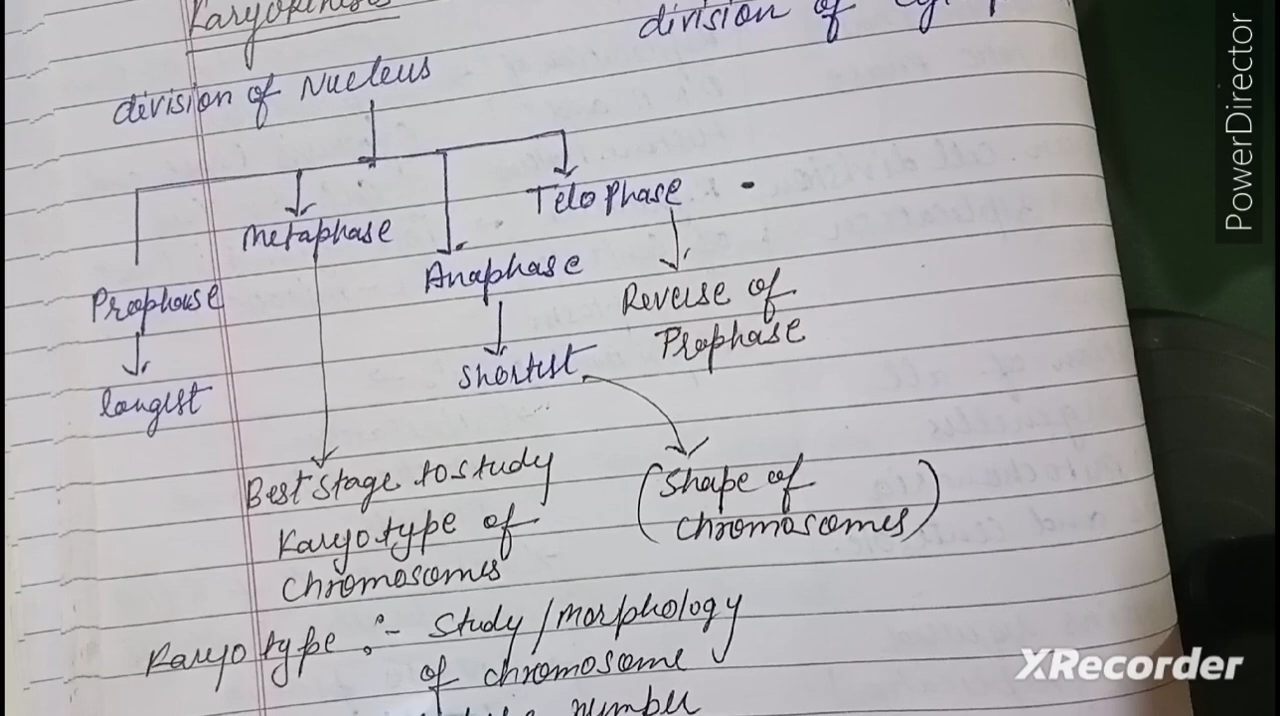 Karyokinesis
division of
division of Nucleus
Telophase
Metaphase
Anaphase
Prophase
Reverse of
Prophase
Shortest
longest
Best stage to study
Karyotype of
chromosomes
(Shape of
chromosomes)
Karyotype :- Study/morphology
of chromosome
number
PowerDirector
XRecorder